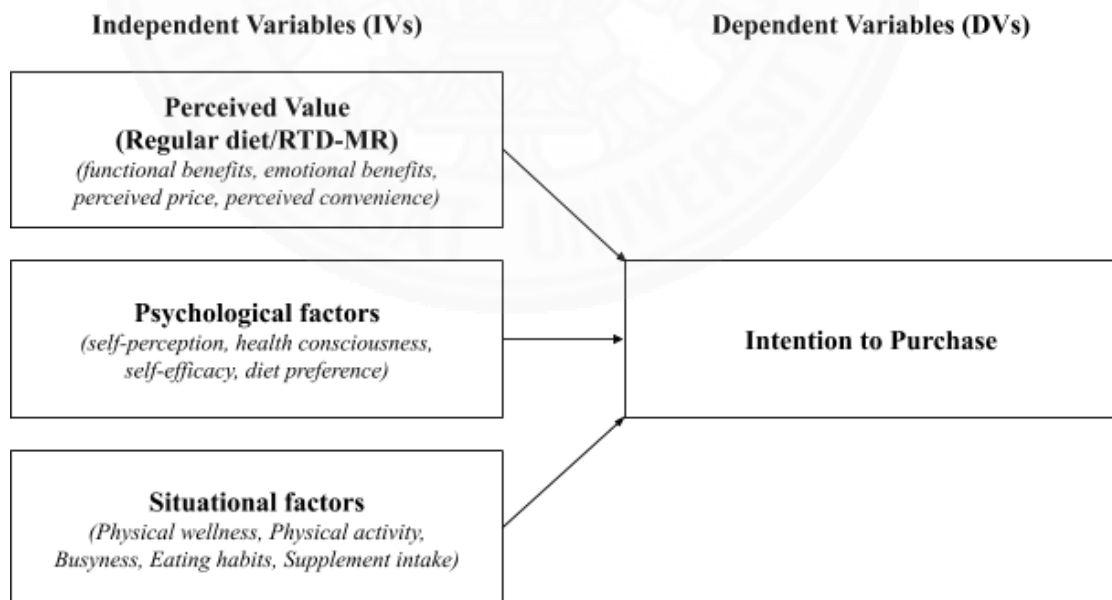 Independent Variables (IVs)
Dependent Variables (DVs)
Perceived Value
(Regular diet/RTD-MR)
(functional benefits, emotional benefits,
perceived price, perceived convenience)
Psychological factors
(self-perception, health consciousness,
self-efficacy, diet preference)
Intention to Purchase
Situational factors
(Physical wellness, Physical activity,
Busyness, Eating habits, Supplement intake)
UNIVERSITY